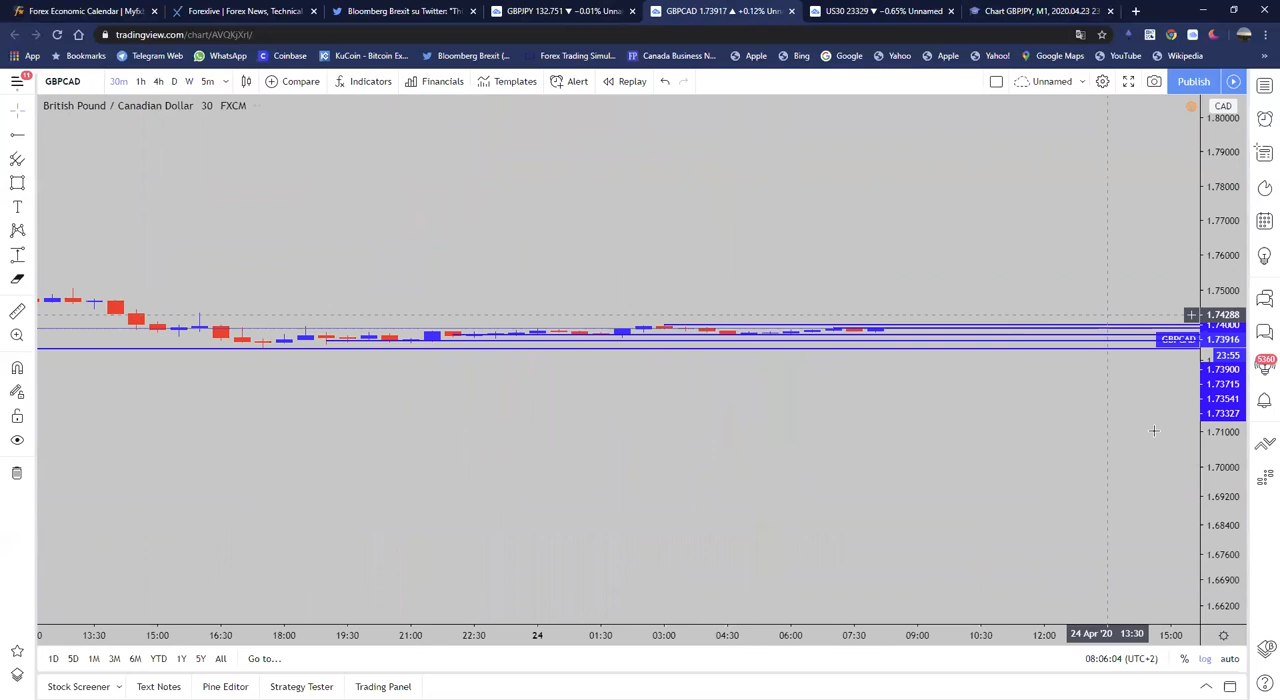 Forex Economic Calendar | Myfx
Forexlive | Forex News, Technical
Bloomberg Brexit su Twitter: "Th
GBPJPY 132.751 ▼ −0.01% Unna
GBPCAD 1.73917 ▲ +0.12% Unn
US30 23329 ▼ −0.65% Unnamed
Chart GBPJPY, M1, 2020.04.23 23
tradingview.com/chart/AVQKjXrl/
App Bookmarks Telegram Web WhatsApp Coinbase KuCoin - Bitcoin Ex... Bloomberg Brexit (... Forex Trading Simul... Canada Business N... Apple Bing Google Yahoo Apple Yahoo! Google Maps YouTube Wikipedia »
11
GBPCAD 30m 1h 4h D W 5m Compare Indicators Financials Templates Alert Replay Unnamed Publish
British Pound / Canadian Dollar 30 FXCM
CAD
1.80000
1.79000
1.78000
1.77000
1.76000
1.75000
1.74288
1.74000
GBPCAD 1.73916
23:55
1.73900
1.73715
1.73541
1.73327
1.71000
1.70000
1.69200
1.68400
1.67600
1.66900
1.66200
5360
0 13:30 15:00 16:30 18:00 19:30 21:00 22:30 24 01:30 03:00 04:30 06:00 07:30 09:00 10:30 12:00 24 Apr '20 13:30 15:00
1D 5D 1M 3M 6M YTD 1Y 5Y All Go to... 08:06:04 (UTC+2) % log auto
Stock Screener Text Notes Pine Editor Strategy Tester Trading Panel